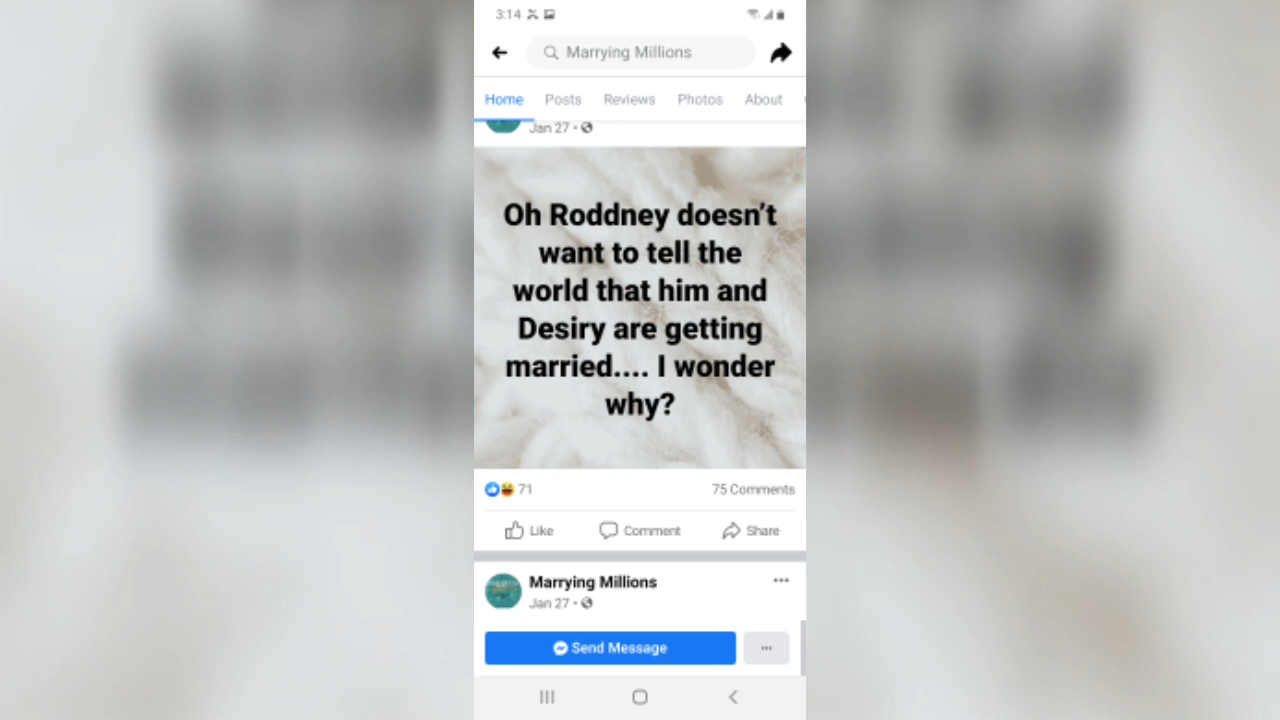 3:14
Marrying Millions
Home Posts Reviews Photos About
Jan 27
Oh Roddney doesn't
want to tell the
world that him and
Desiry are getting
married.... I wonder
why?
71 75 Comments
Like Comment Share
Marrying Millions
Jan 27
Send Message